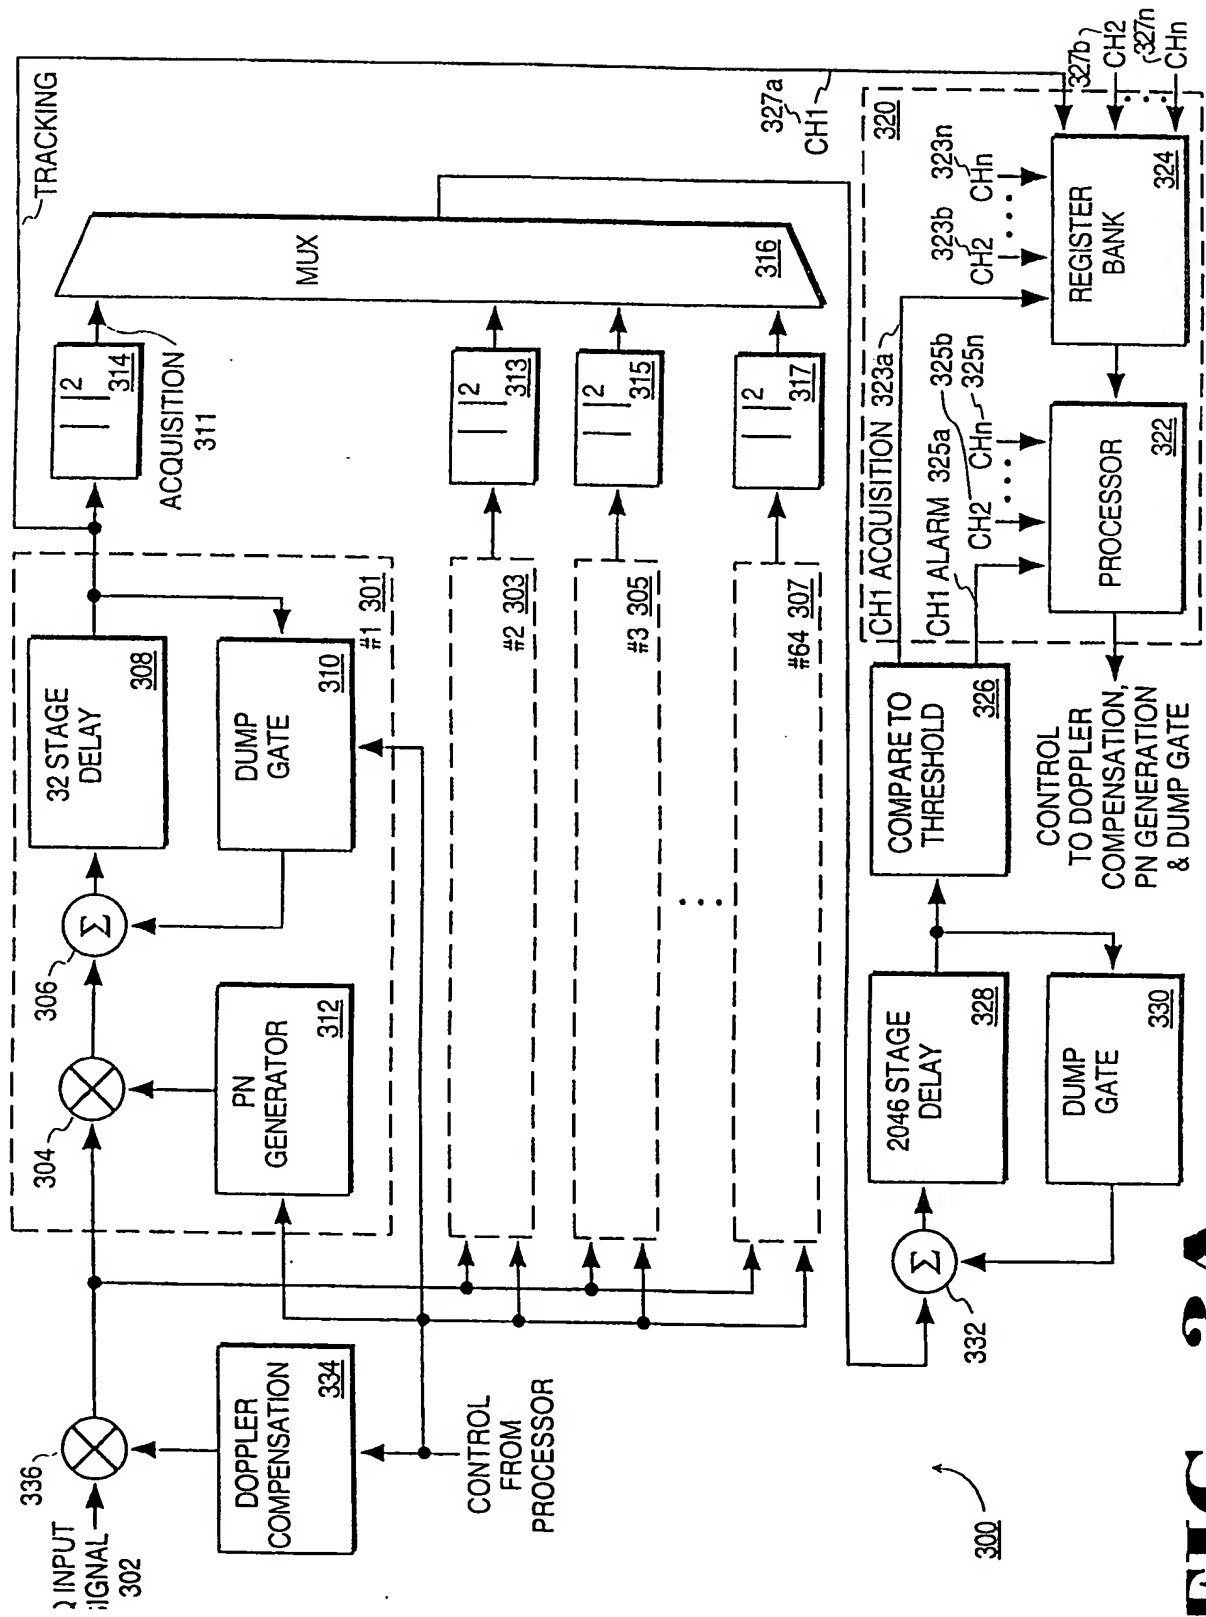 TRACKING
Q INPUT
SIGNAL
302
336
304
306
32 STAGE
DELAY
308
| |2
314
ACQUISITION
311
MUX
316
DOPPLER
COMPENSATION
334
PN
GENERATOR
312
DUMP
GATE
310
#1 301
CONTROL
FROM
PROCESSOR
#2 303
| |2
313
#3 305
| |2
315
...
#64 307
| |2
317
327a
CH1
332
Σ
Σ
2046 STAGE
DELAY
328
DUMP
GATE
330
COMPARE TO
THRESHOLD
326
CONTROL
TO DOPPLER
COMPENSATION,
PN GENERATION
& DUMP GATE
CH1 ACQUISITION 323a
CH1 ALARM 325a
325b
325n
CH2
...
CHn
PROCESSOR
322
323b
CH2
...
323n
CHn
REGISTER
BANK
324
320
327b
CH2
...
327n
CHn
300